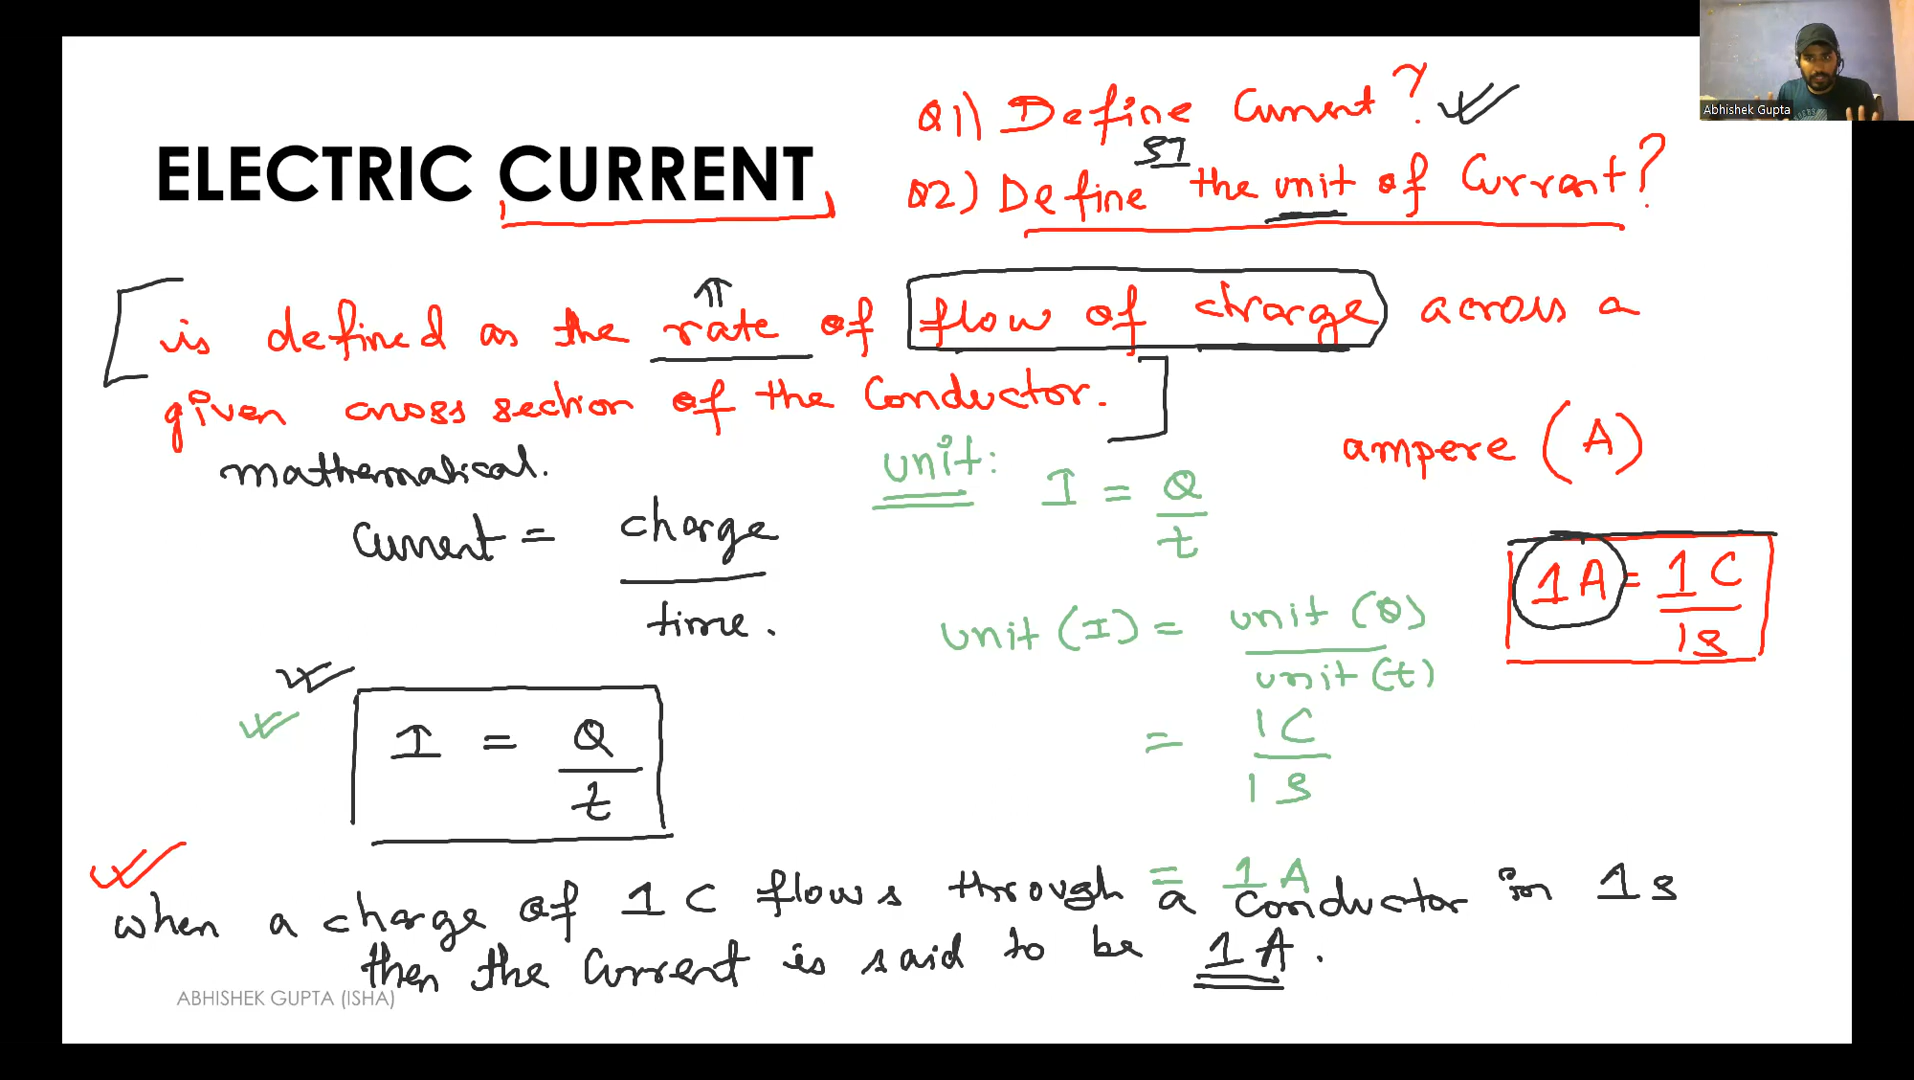 Abhishek Gupta
ELECTRIC CURRENT
Q1) Define Current?
SI
Q2) Define the unit of Current?
is defined as the rate of flow of charge across a
given cross section of the Conductor.
mathematical.
Current = charge
time.
unit: I = Q
t
ampere (A)
1A = 1C
1s
unit (I) = unit (Q)
unit (t)
= 1C
1s
= 1A
I = Q
t
when a charge of 1 C flows through a conductor in 1s
then the Current is said to be 1A.
ABHISHEK GUPTA (ISHA)